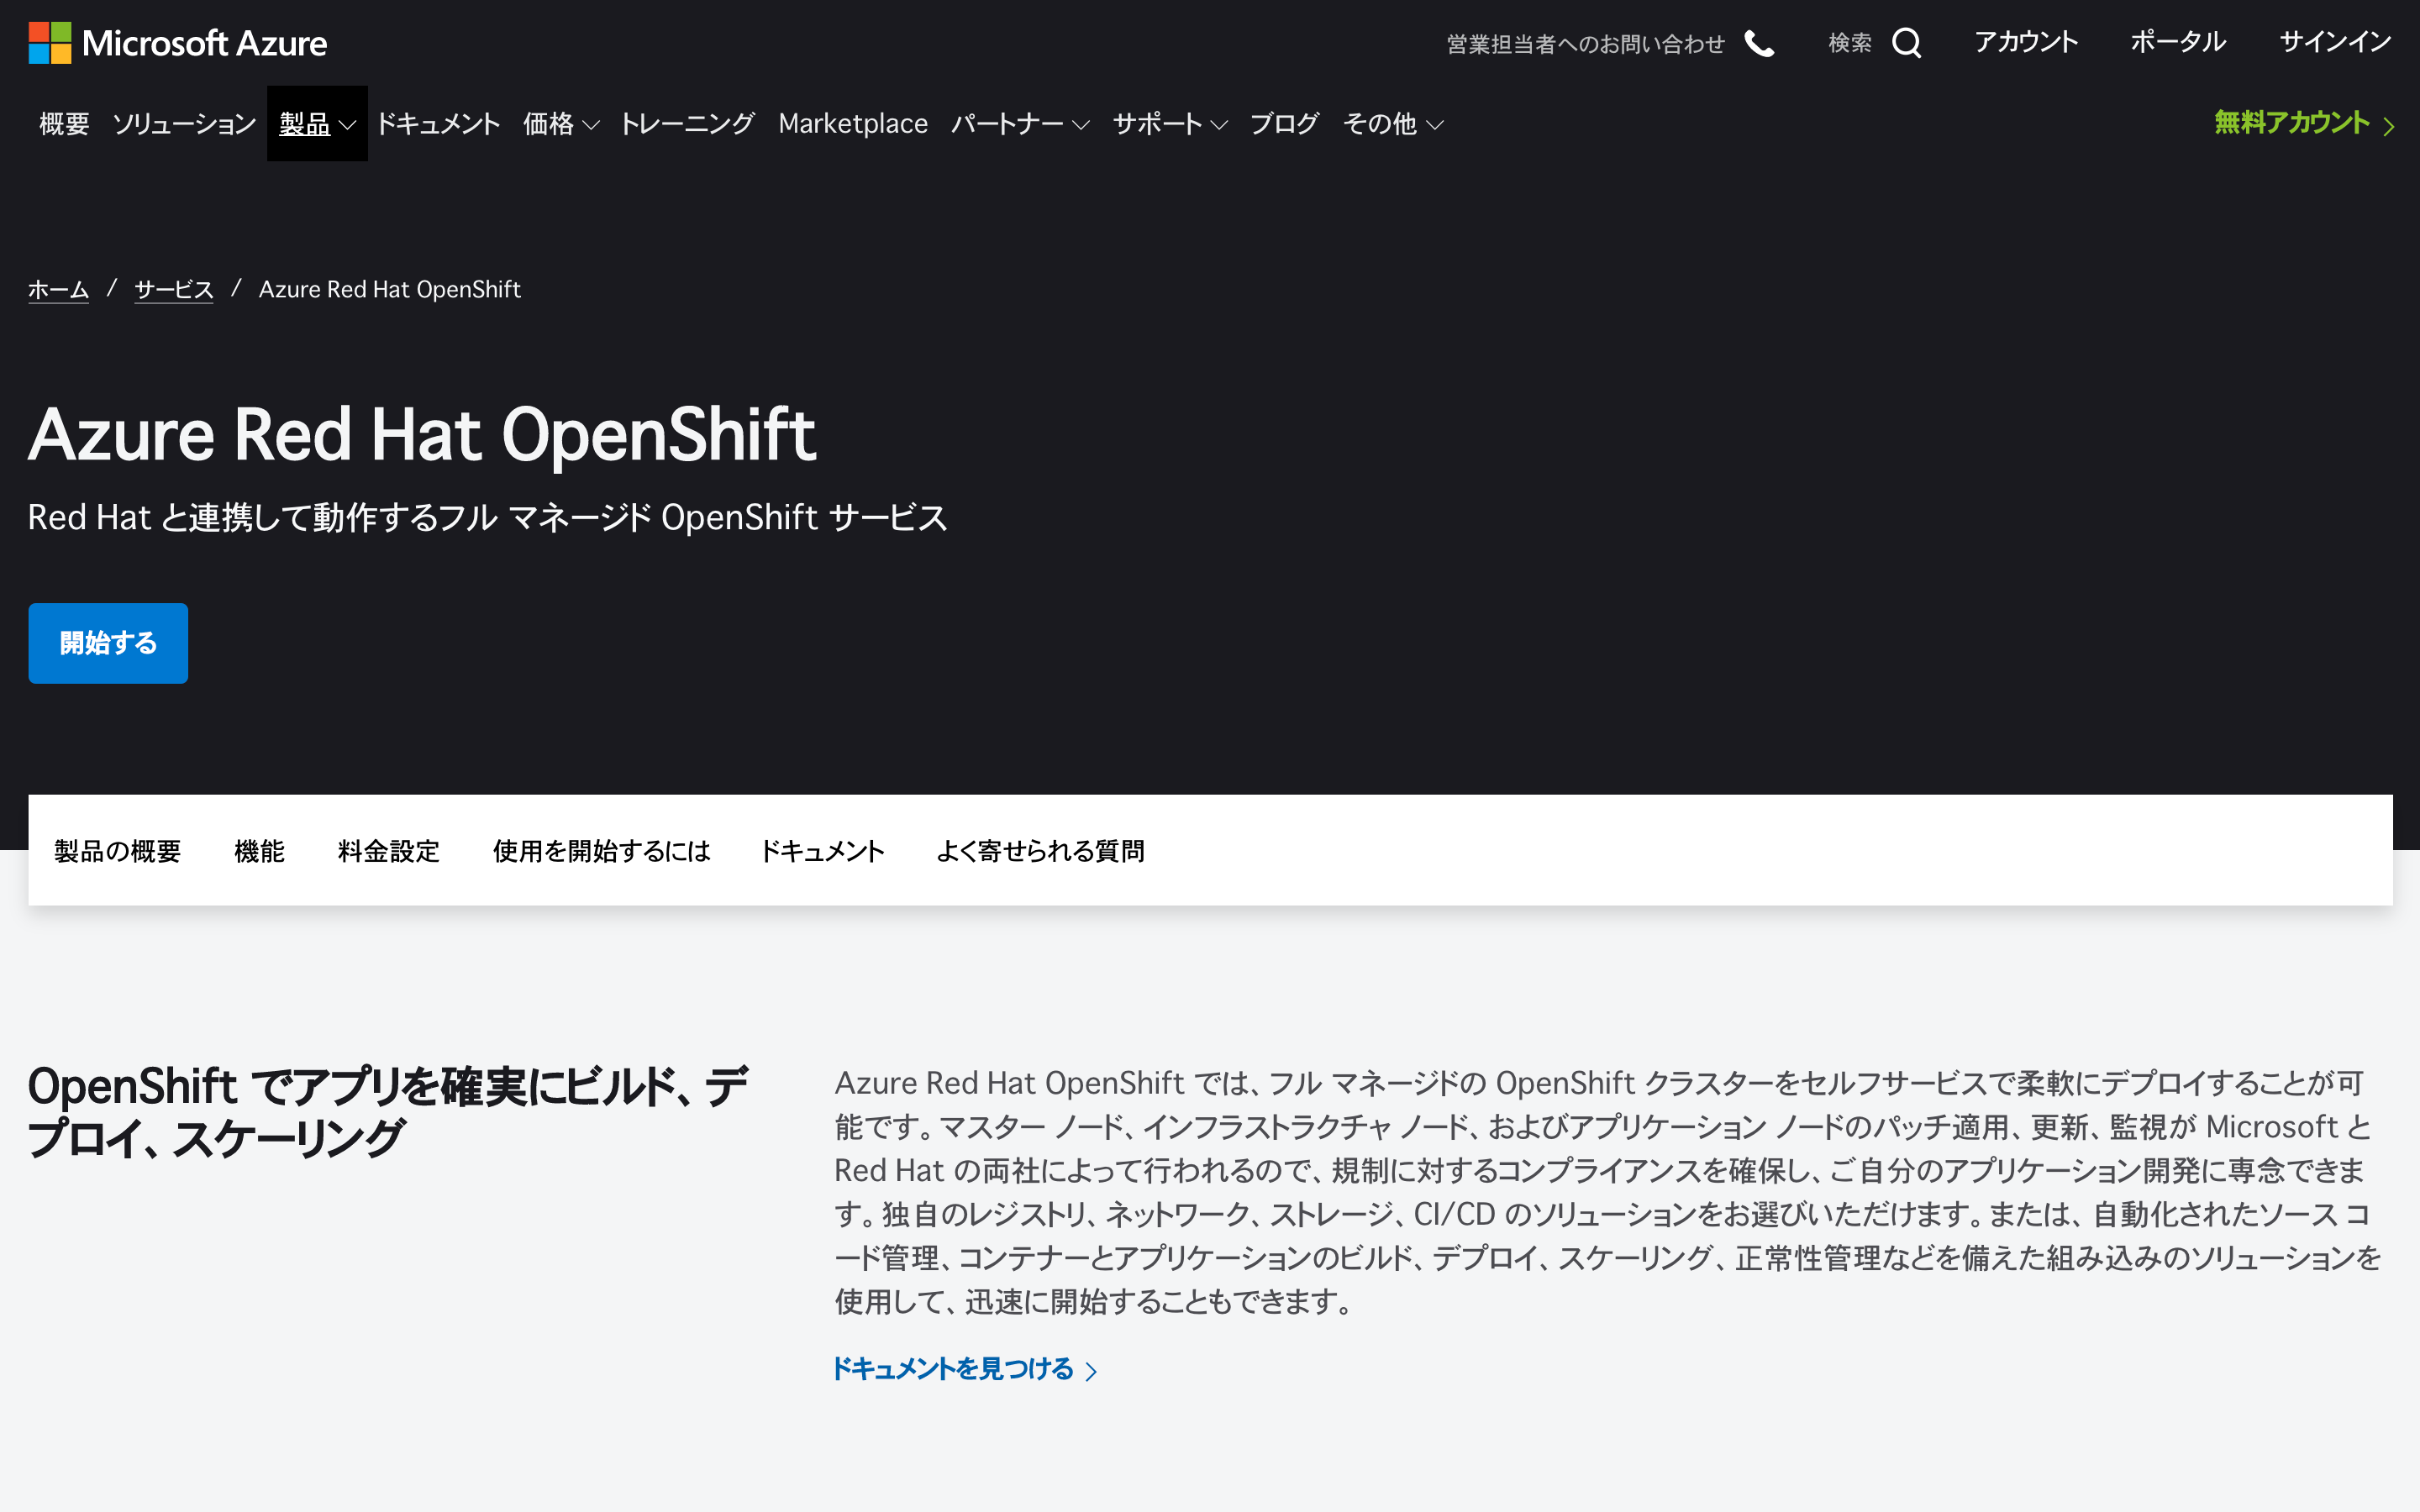 Microsoft Azure
営業担当者へのお問い合わせ 検索 アカウント ポータル サインイン
概要 ソリューション 製品 ドキュメント 価格 トレーニング Marketplace パートナー サポート ブログ その他 無料アカウント
ホーム / サービス / Azure Red Hat OpenShift
Azure Red Hat OpenShift
Red Hat と連携して動作するフル マネージド OpenShift サービス
開始する
製品の概要 機能 料金設定 使用を開始するには ドキュメント よく寄せられる質問
OpenShift でアプリを確実にビルド、デ
プロイ、スケーリング
Azure Red Hat OpenShift では、フル マネージドの OpenShift クラスターをセルフサービスで柔軟にデプロイすることが可
能です。マスター ノード、インフラストラクチャ ノード、およびアプリケーション ノードのパッチ適用、更新、監視が Microsoft と
Red Hat の両社によって行われるので、規制に対するコンプライアンスを確保し、ご自分のアプリケーション開発に専念できま
す。独自のレジストリ、ネットワーク、ストレージ、CI/CD のソリューションをお選びいただけます。または、自動化されたソース コ
ード管理、コンテナーとアプリケーションのビルド、デプロイ、スケーリング、正常性管理などを備えた組み込みのソリューションを
使用して、迅速に開始することもできます。
ドキュメントを見つける